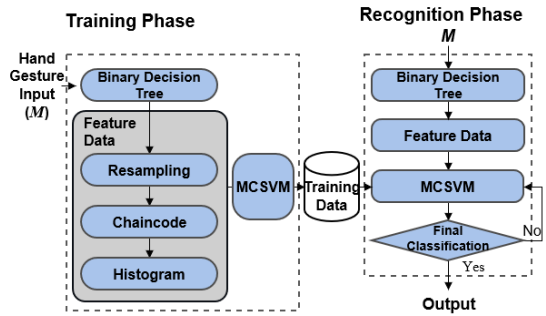 Training Phase
Hand
Gesture
Input
(M)
Binary Decision
Tree
Feature
Data
Resampling
Chaincode
Histogram
MCSVM
Training
Data
Recognition Phase
M
Binary Decision
Tree
Feature Data
MCSVM
Final
Classification
No
Yes
Output